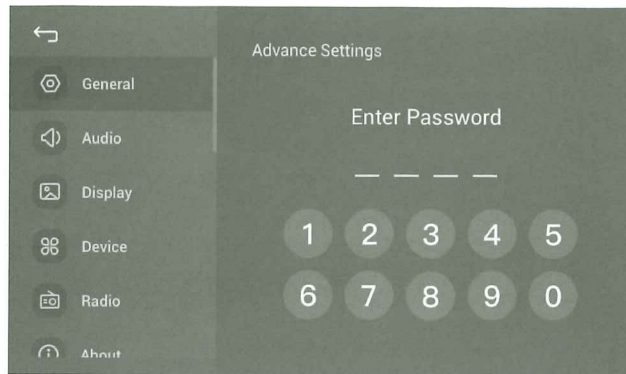 Advance Settings
General
Audio
Display
Device
Radio
About
Enter Password
1 2 3 4 5
6 7 8 9 0